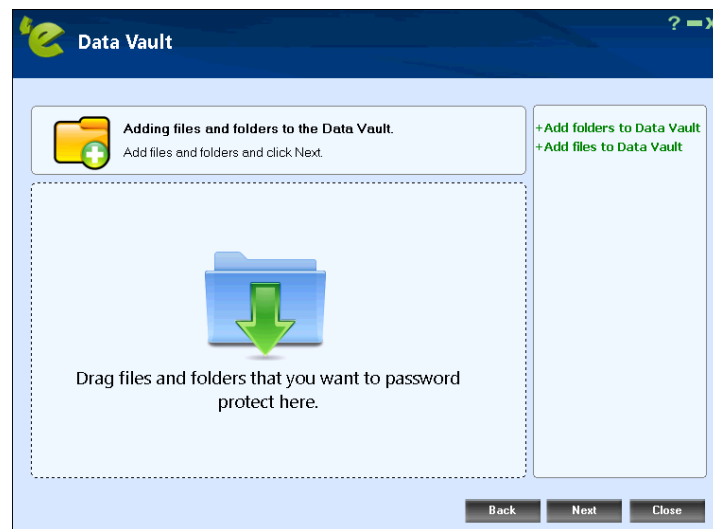 Data Vault
? X
Adding files and folders to the Data Vault.
Add files and folders and click Next.
+Add folders to Data Vault
+Add files to Data Vault
Drag files and folders that you want to password
protect here.
Back Next Close